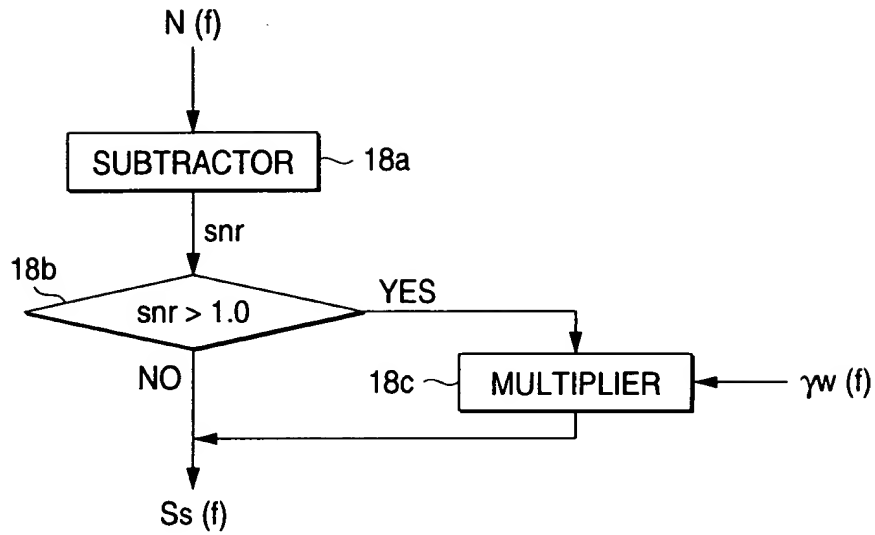 N (f)
SUBTRACTOR
18a
snr
18b
snr > 1.0
YES
NO
18c
MULTIPLIER
γw (f)
Ss (f)